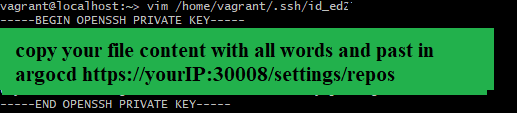 vagrant@localhost:~> vim /home/vagrant/.ssh/id_ed2
-----BEGIN OPENSSH PRIVATE KEY-----
copy your file content with all words and past in
argocd https://yourIP:30008/settings/repos
-----END OPENSSH PRIVATE KEY-----